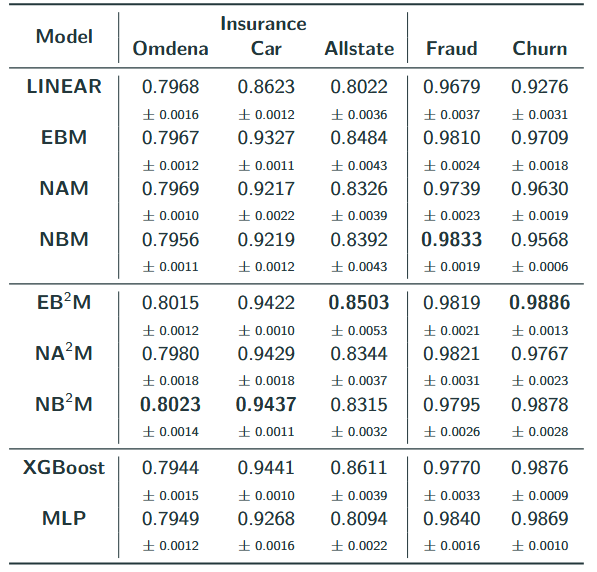 Model Insurance Fraud Churn
Omdena Car Allstate
LINEAR 0.7968 0.8623 0.8022 0.9679 0.9276
± 0.0016 ± 0.0012 ± 0.0036 ± 0.0037 ± 0.0031
EBM 0.7967 0.9327 0.8484 0.9810 0.9709
± 0.0012 ± 0.0011 ± 0.0043 ± 0.0024 ± 0.0018
NAM 0.7969 0.9217 0.8326 0.9739 0.9630
± 0.0010 ± 0.0022 ± 0.0039 ± 0.0023 ± 0.0019
NBM 0.7956 0.9219 0.8392 0.9833 0.9568
± 0.0011 ± 0.0012 ± 0.0043 ± 0.0019 ± 0.0006
EB²M 0.8015 0.9422 0.8503 0.9819 0.9886
± 0.0012 ± 0.0010 ± 0.0053 ± 0.0021 ± 0.0013
NA²M 0.7980 0.9429 0.8344 0.9821 0.9767
± 0.0018 ± 0.0018 ± 0.0037 ± 0.0031 ± 0.0023
NB²M 0.8023 0.9437 0.8315 0.9795 0.9878
± 0.0014 ± 0.0011 ± 0.0032 ± 0.0026 ± 0.0028
XGBoost 0.7944 0.9441 0.8611 0.9770 0.9876
± 0.0015 ± 0.0010 ± 0.0039 ± 0.0033 ± 0.0009
MLP 0.7949 0.9268 0.8094 0.9840 0.9869
± 0.0012 ± 0.0016 ± 0.0022 ± 0.0016 ± 0.0010